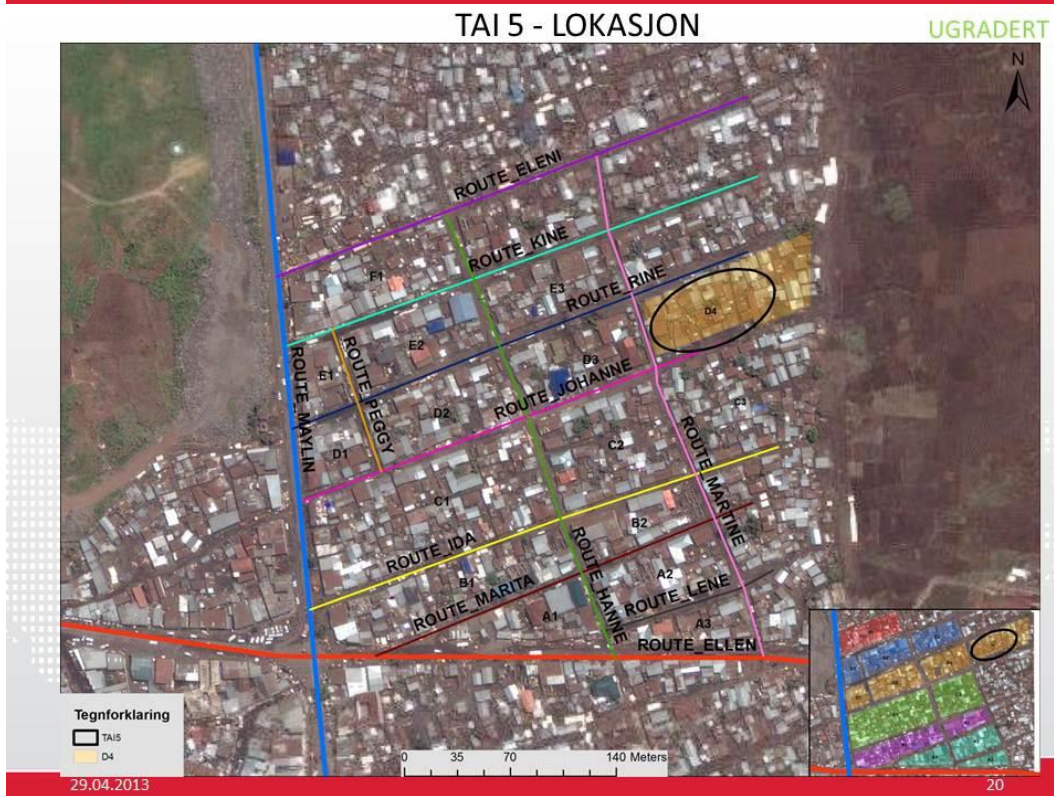 TAI 5 - LOKASJON
UGRADERT
N
ROUTE_ELENI
ROUTE_KINE
F1
E3
ROUTE_RINE
D4
ROUTE_MAYLIN
ROUTE_PEGGY
E2
E1
D3
ROUTE_JOHANNE
D2
C3
D1
C2
ROUTE_MARTINE
C1
B2
ROUTE_IDA
ROUTE_HANNE
B1
A2
ROUTE_MARITA
ROUTE_LENE
A1
A3
ROUTE_ELLEN
Tegnforklaring
TAI5
D4
0 35 70 140 Meters
29.04.2013
20